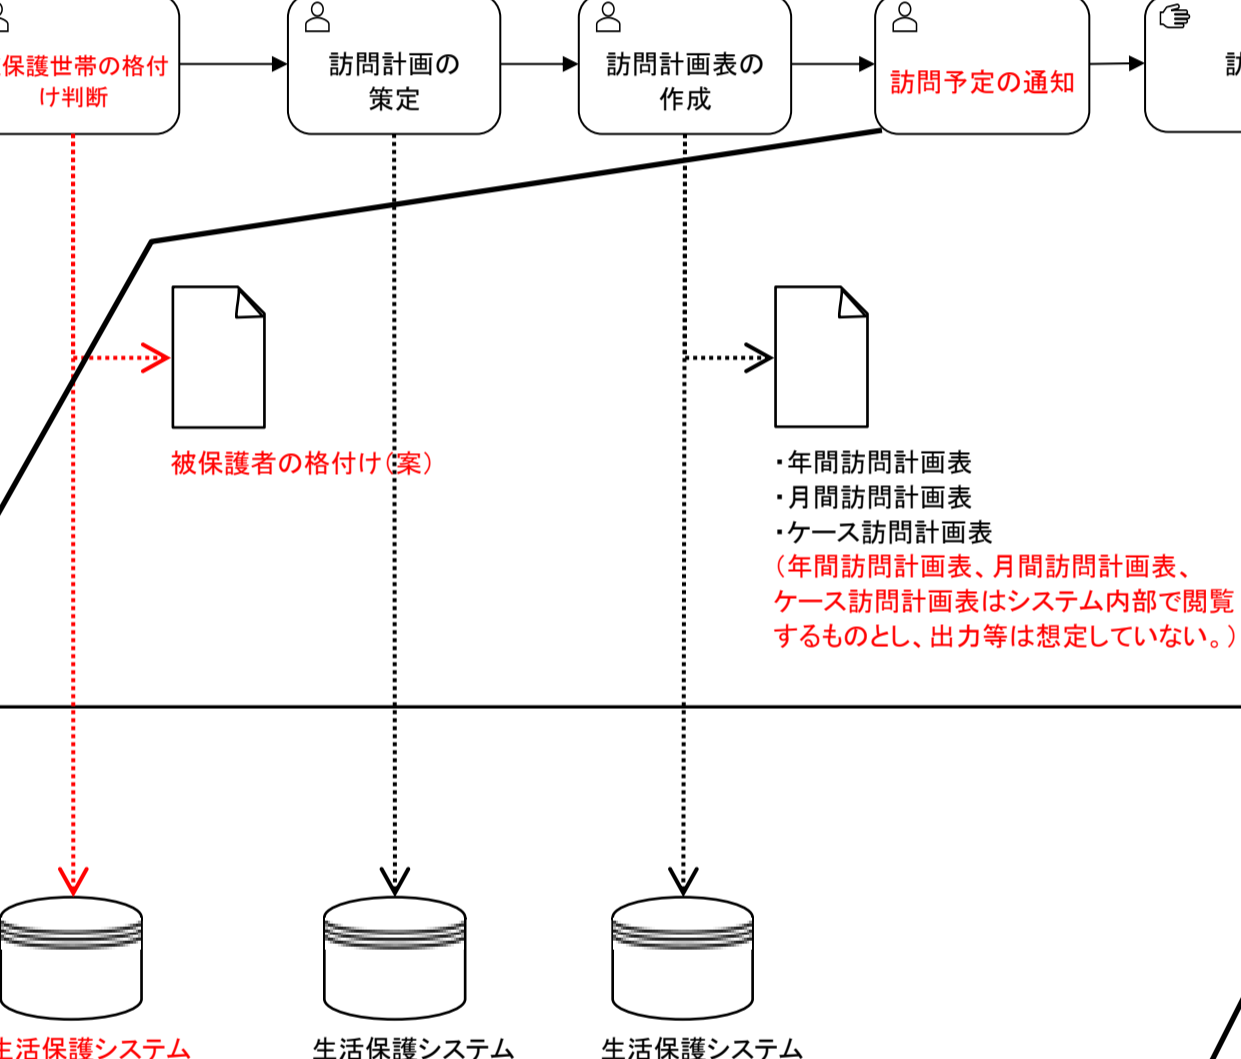 保護世帯の格付
け判断
訪問計画の
策定
訪問計画表の
作成
訪問予定の通知
被保護者の格付け(案)
・年間訪問計画表
・月間訪問計画表
・ケース訪問計画表
（年間訪問計画表、月間訪問計画表、
ケース訪問計画表はシステム内部で閲覧
するものとし、出力等は想定していない。）
生活保護システム
生活保護システム
生活保護システム